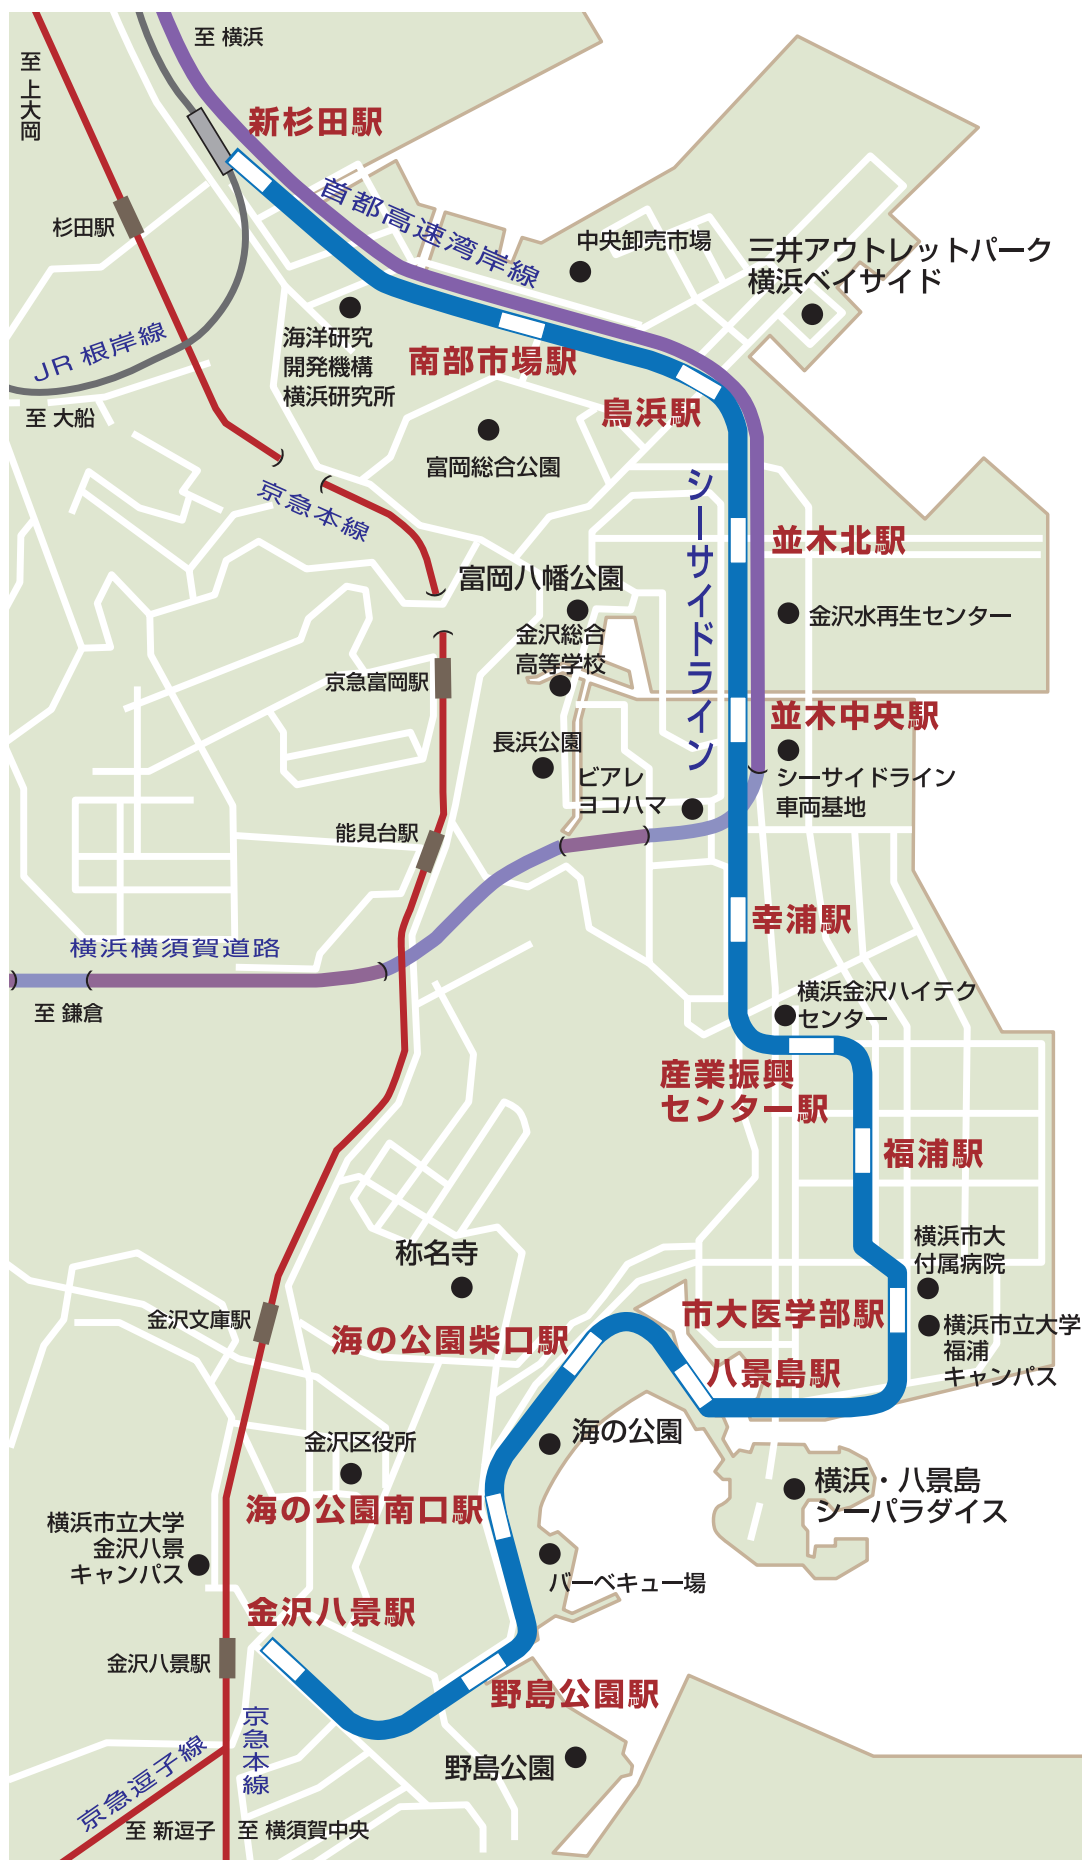 至 横浜
至 上大岡
新杉田駅
杉田駅
首都高速湾岸線
中央卸売市場
三井アウトレットパーク
横浜ベイサイド
JR 根岸線
海洋研究
開発機構
横浜研究所
南部市場駅
至 大船
鳥浜駅
富岡総合公園
京急本線
シーサイドライン
並木北駅
富岡八幡公園
金沢水再生センター
金沢総合
高等学校
京急富岡駅
並木中央駅
長浜公園
シーサイドライン
車両基地
ビアレ
ヨコハマ
能見台駅
幸浦駅
横浜横須賀道路
至 鎌倉
横浜金沢ハイテク
センター
産業振興
センター駅
福浦駅
称名寺
横浜市大
付属病院
金沢文庫駅
市大医学部駅
横浜市立大学
福浦
キャンパス
海の公園柴口駅
八景島駅
海の公園
金沢区役所
横浜・八景島
シーパラダイス
海の公園南口駅
横浜市立大学
金沢八景
キャンパス
バーベキュー場
金沢八景駅
金沢八景駅
野島公園駅
京急本線
京急逗子線
野島公園
至 新逗子
至 横須賀中央